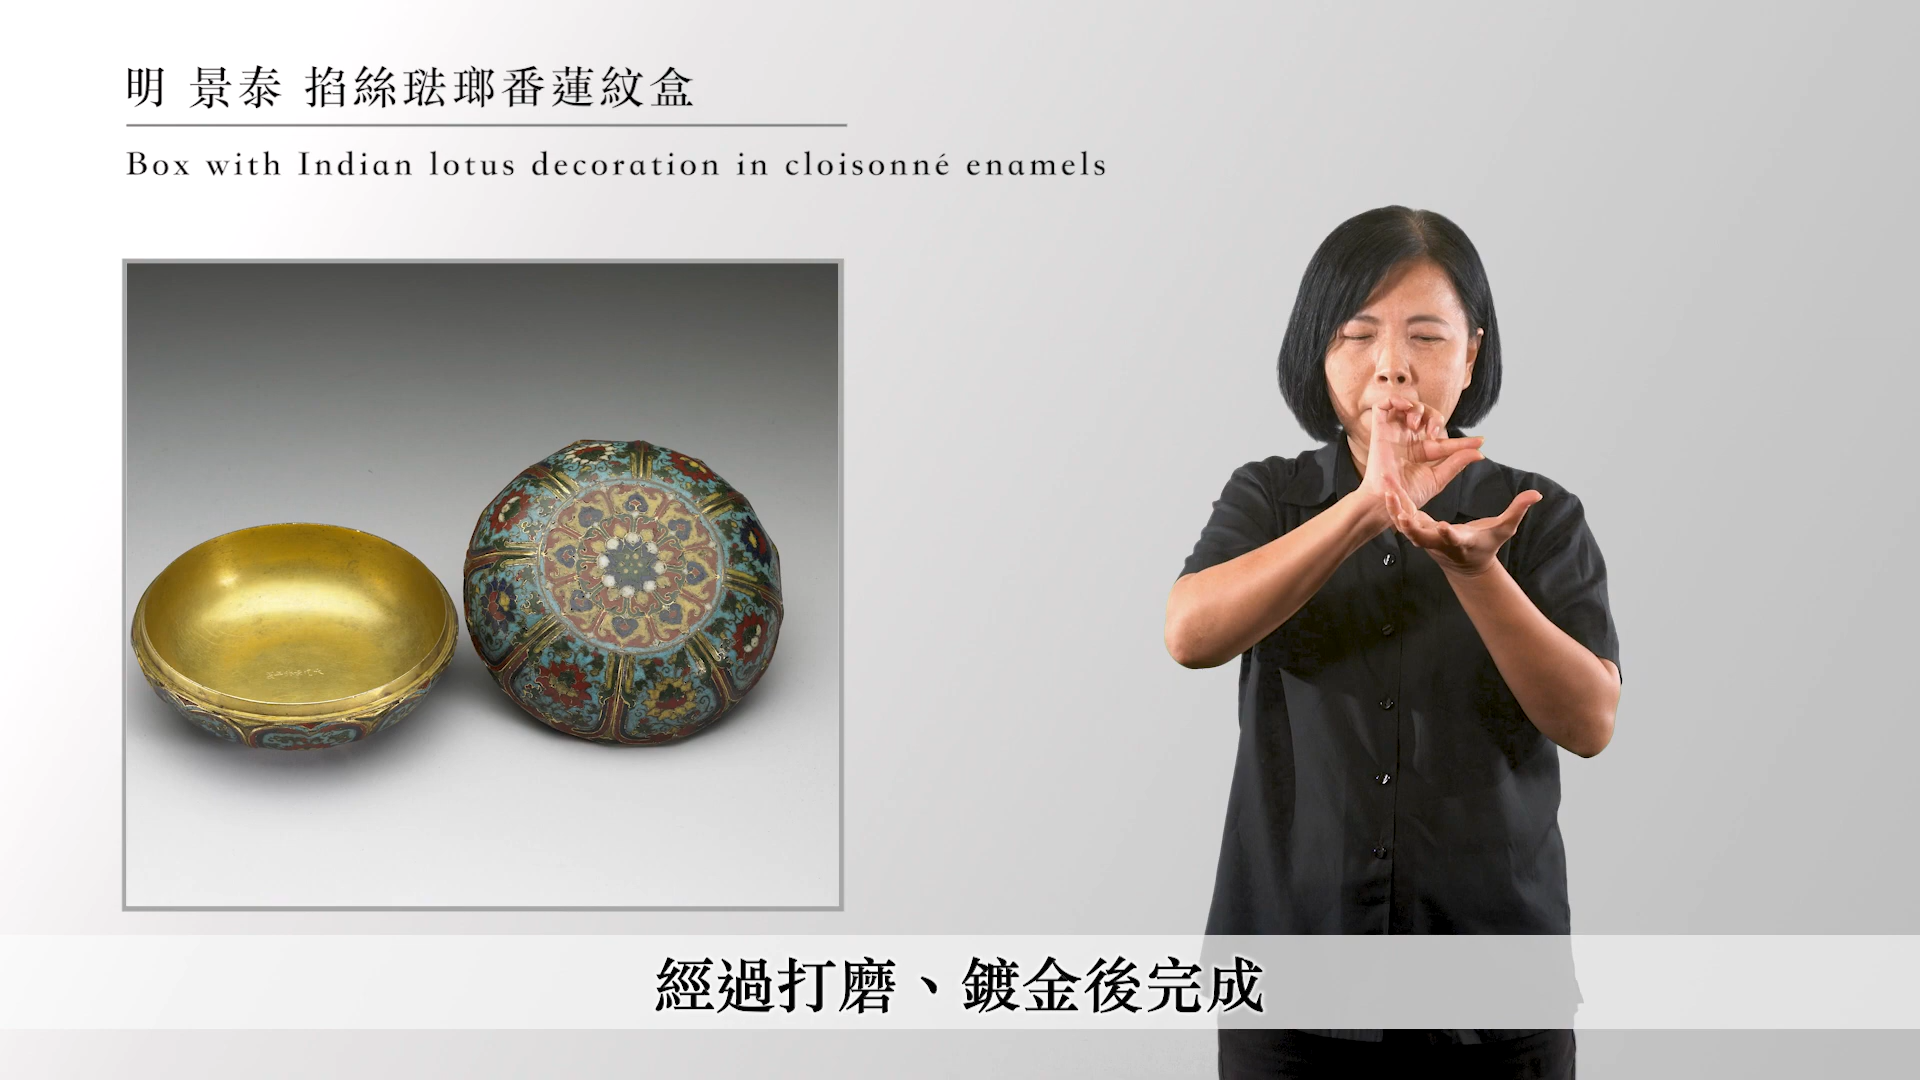 明 景泰 掐絲琺瑯番蓮紋盒
Box with Indian lotus decoration in cloisonné enamels
經過打磨、鍍金後完成